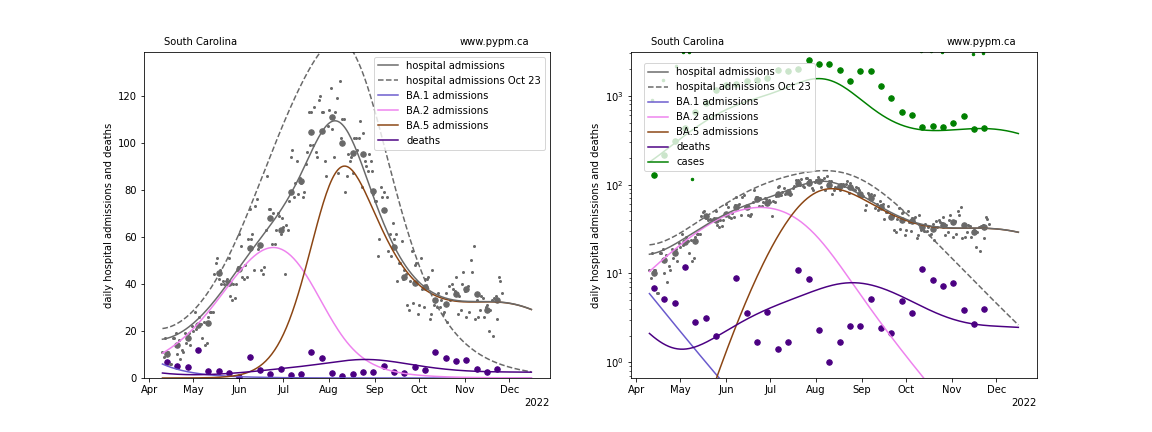 South Carolina
www.pypm.ca
daily hospital admissions and deaths
120
100
80
60
40
20
0
hospital admissions
hospital admissions Oct 23
BA.1 admissions
BA.2 admissions
BA.5 admissions
deaths
Apr May Jun Jul Aug Sep Oct Nov Dec
2022
South Carolina
www.pypm.ca
daily hospital admissions and deaths
10³
10²
10¹
10⁰
hospital admissions
hospital admissions Oct 23
BA.1 admissions
BA.2 admissions
BA.5 admissions
deaths
cases
Apr May Jun Jul Aug Sep Oct Nov Dec
2022